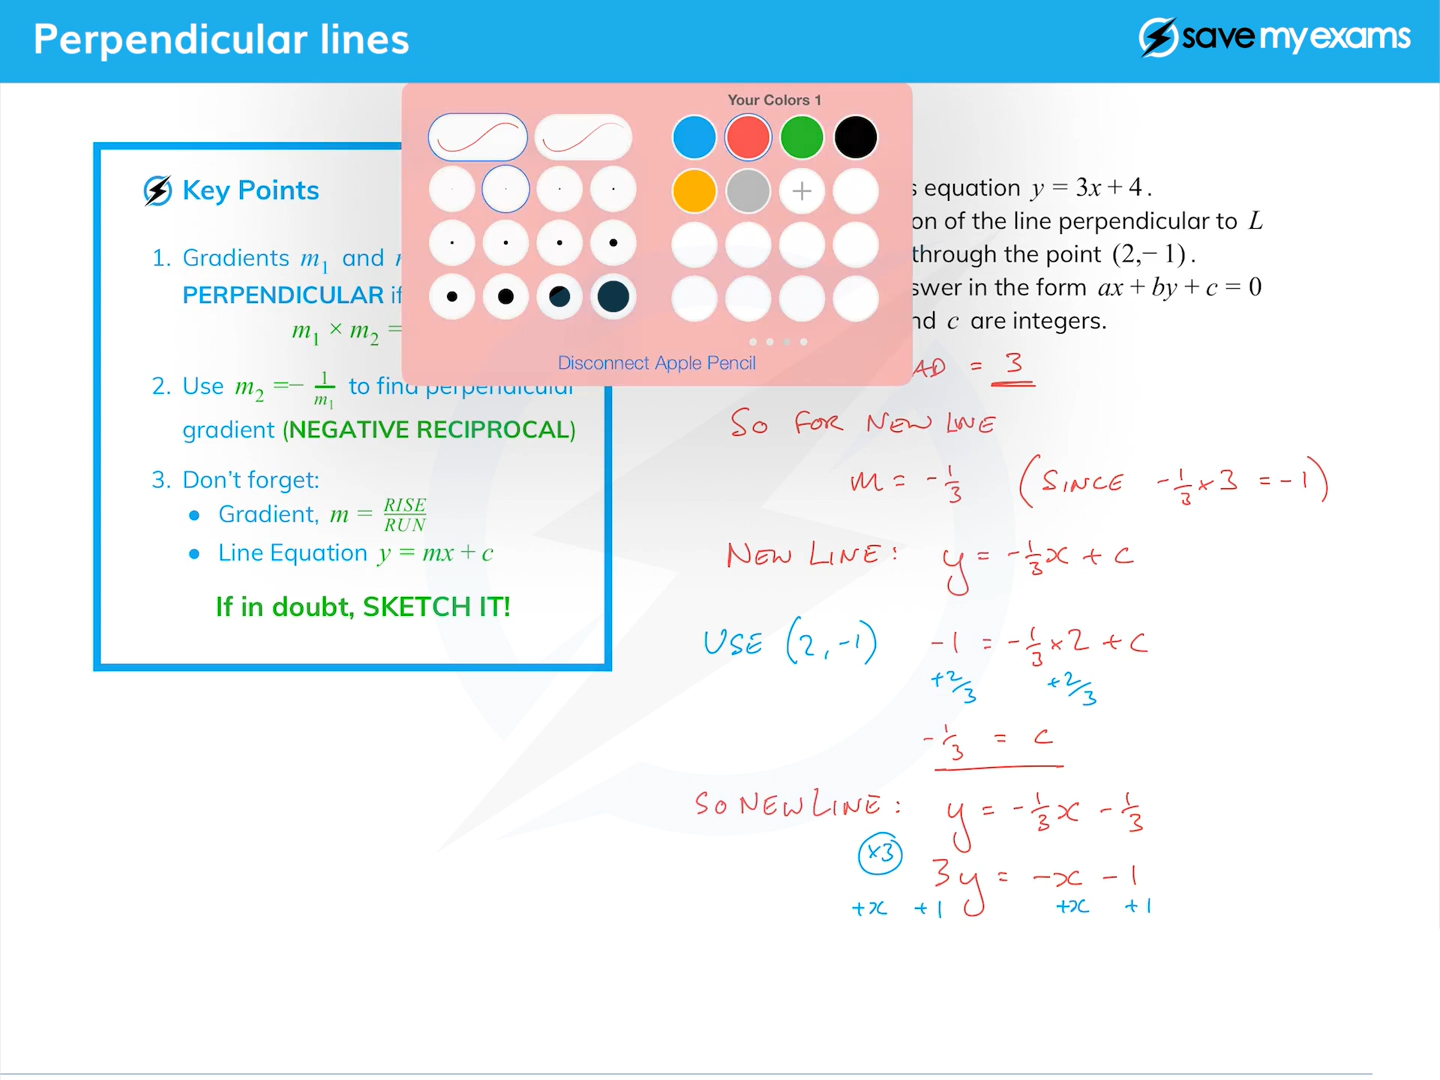 Perpendicular lines
save my exams
Your Colors 1
Disconnect Apple Pencil
Key Points
1. Gradients m₁ and
PERPENDICULAR if
m₁ × m₂ =
2. Use m₂ = − 1/m₁ to find perpendicular
gradient (NEGATIVE RECIPROCAL)
3. Don't forget:
• Gradient, m = RISE/RUN
• Line Equation y = mx + c
If in doubt, SKETCH IT!
equation y = 3x + 4.
of the line perpendicular to L
through the point (2,− 1).
in the form ax + by + c = 0
c are integers.
= 3
SO FOR NEW LINE
m = -1/3 (SINCE -1/3 × 3 = -1)
NEW LINE: y = -1/3x + c
USE (2, -1) -1 = -1/3 × 2 + c
+2/3 +2/3
-1/3 = c
SO NEW LINE: y = -1/3x - 1/3
×3
3y = -x - 1
+x +1 +x +1